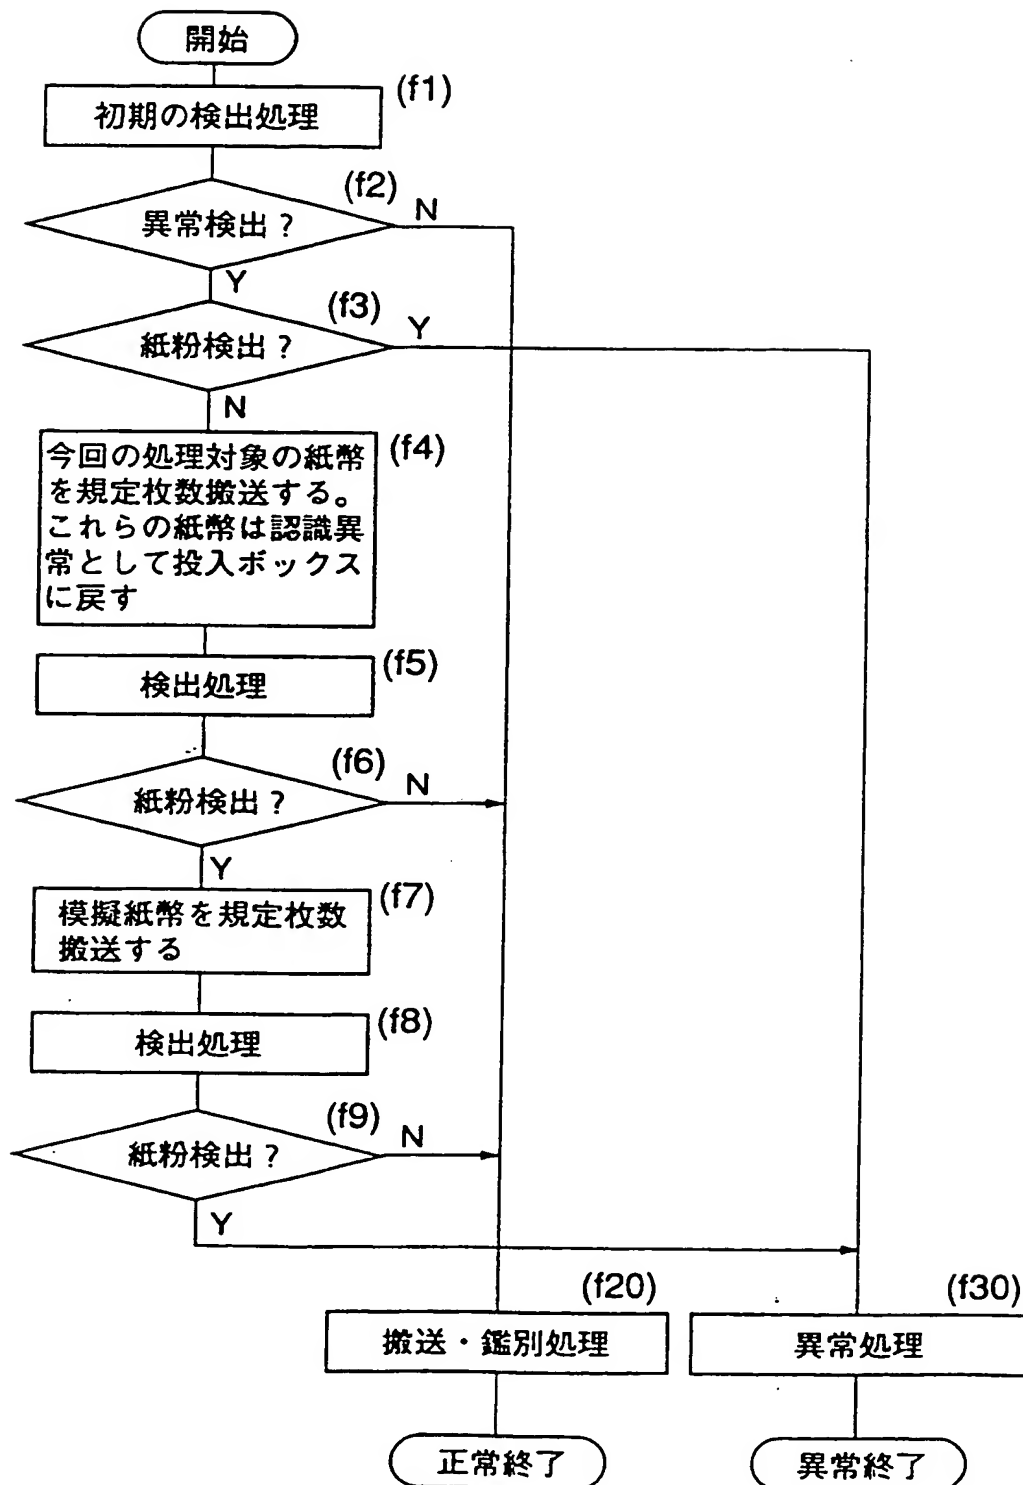 開始
(f1)
初期の検出処理
(f2)
異常検出?
N
Y
(f3)
紙粉検出?
Y
N
(f4)
今回の処理対象の紙幣
を規定枚数搬送する。
これらの紙幣は認識異
常として投入ボックス
に戻す
(f5)
検出処理
(f6)
紙粉検出?
N
Y
(f7)
模擬紙幣を規定枚数
搬送する
(f8)
検出処理
(f9)
紙粉検出?
N
Y
(f20)
搬送・鑑別処理
(f30)
異常処理
正常終了
異常終了